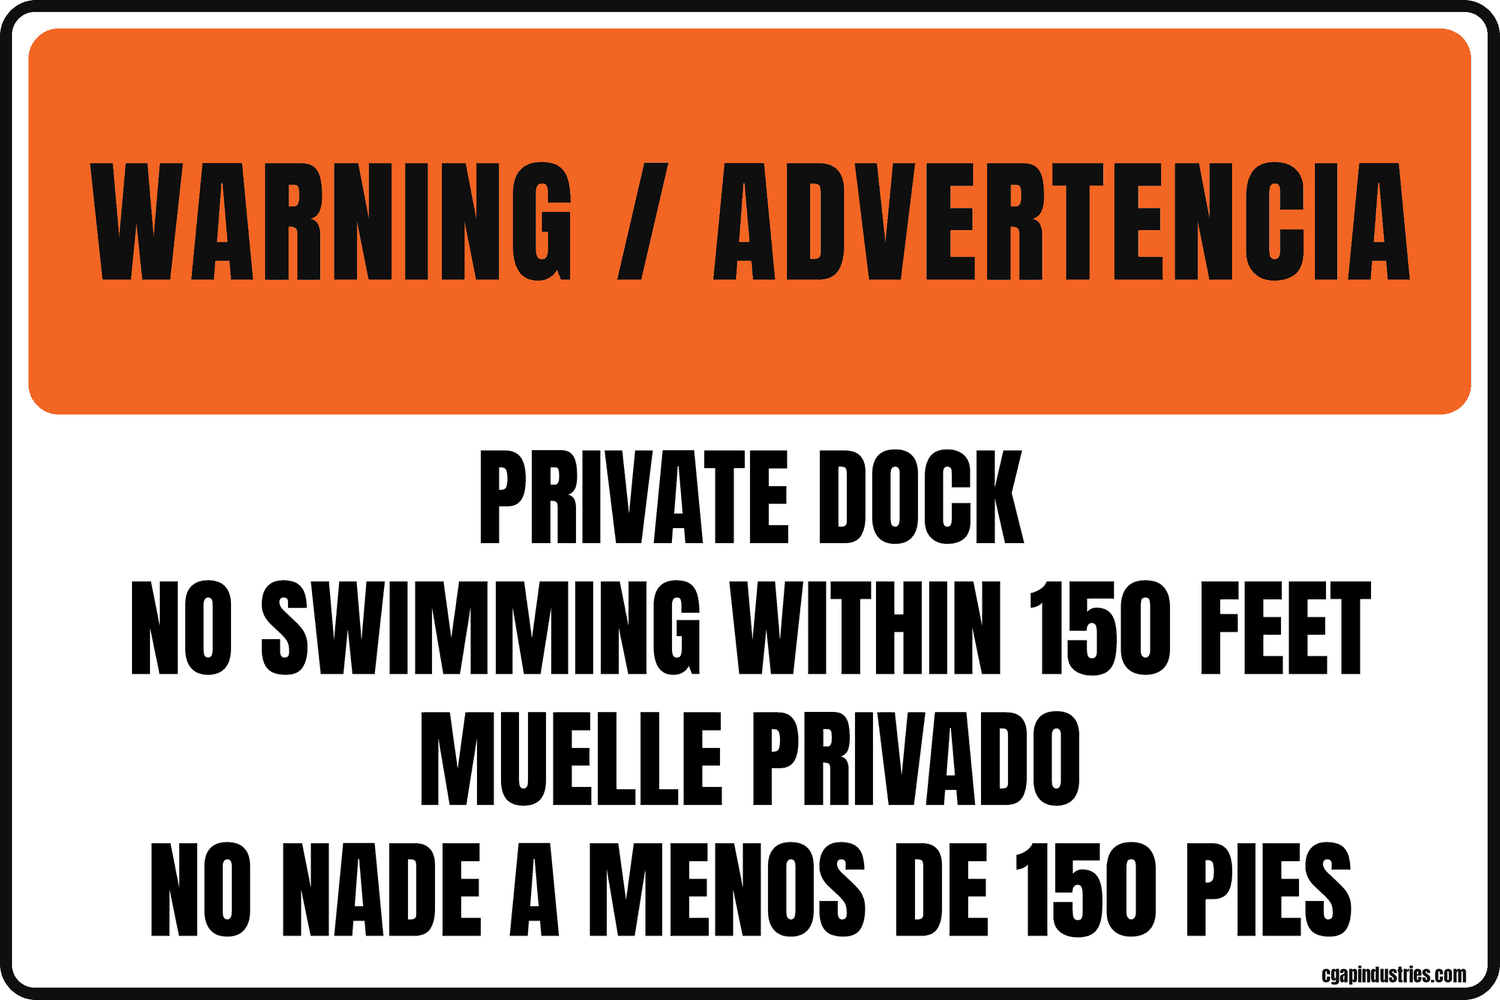 WARNING / ADVERTENCIA
PRIVATE DOCK
NO SWIMMING WITHIN 150 FEET
MUELLE PRIVADO
NO NADE A MENOS DE 150 PIES
cgapindustries.com